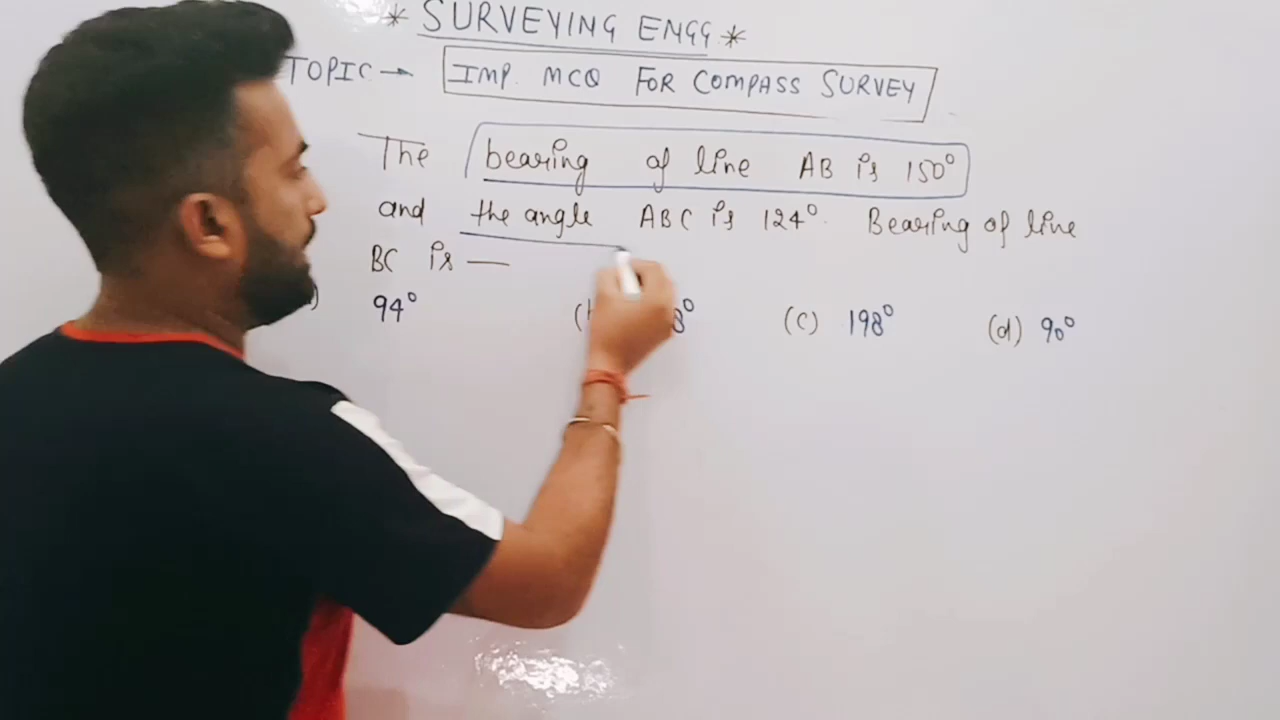 * SURVEYING ENGG *
TOPIC → IMP. MCQ FOR COMPASS SURVEY
The bearing of line AB is 150°
and the angle ABC is 124°. Bearing of line
BC is —
94° (c) 198° (d) 90°